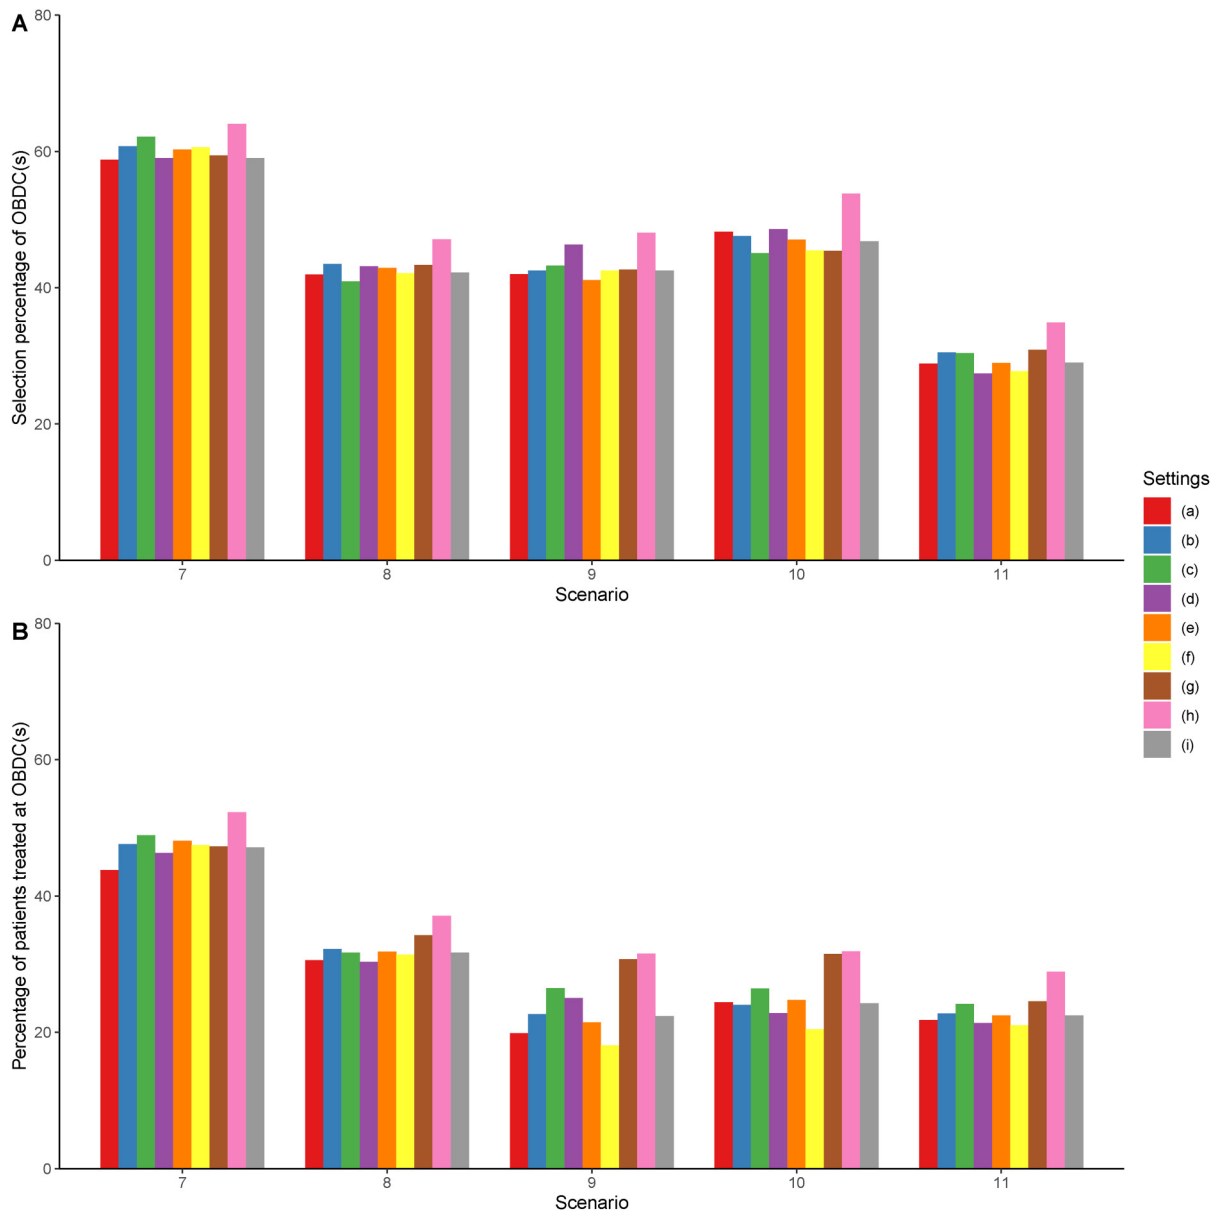 A
Selection percentage of OBDC(s)
80
60
40
20
0
7 8 9 10 11
Scenario
B
Percentage of patients treated at OBDC(s)
80
60
40
20
0
7 8 9 10 11
Scenario
Settings
(a)
(b)
(c)
(d)
(e)
(f)
(g)
(h)
(i)